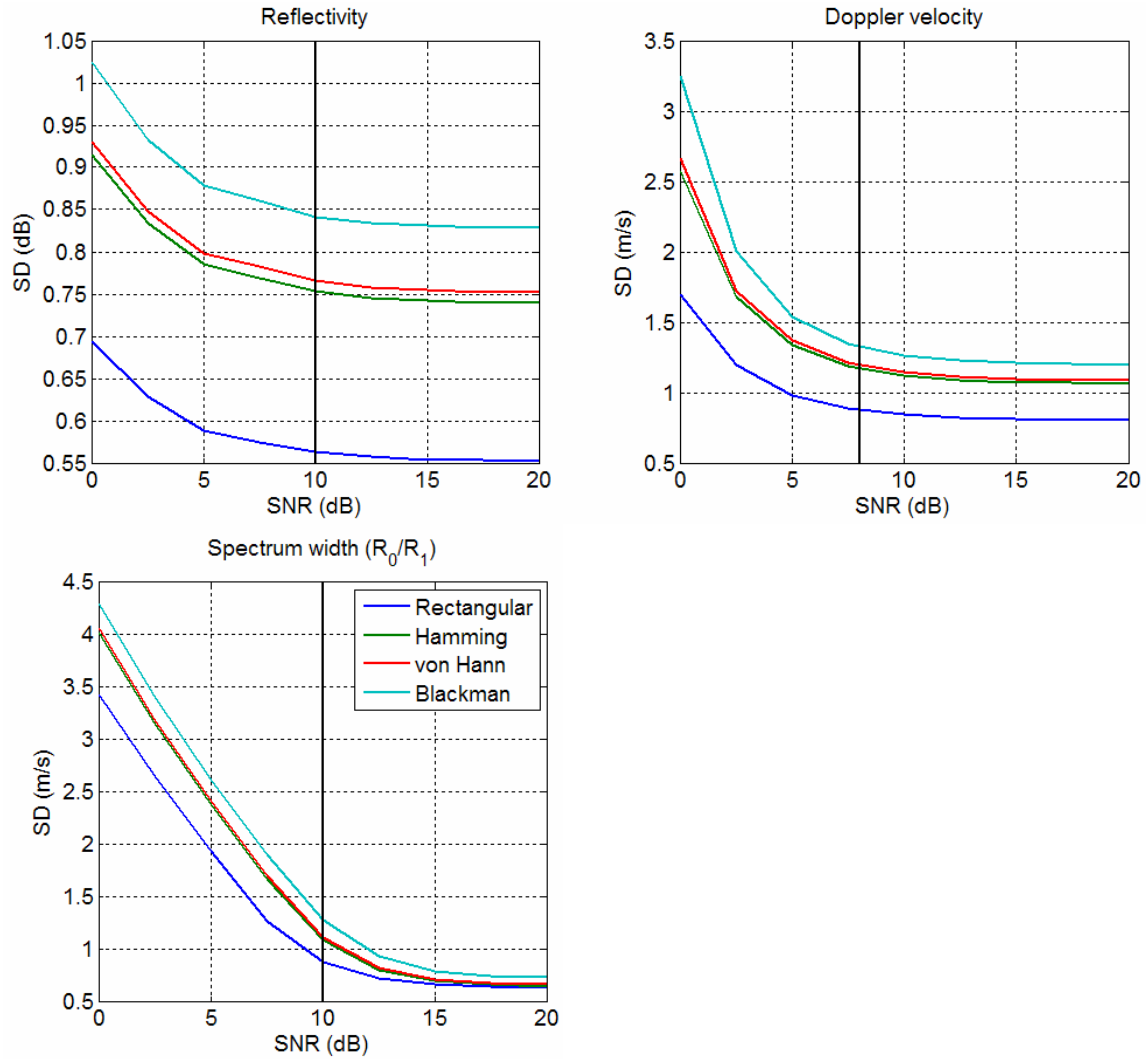 Reflectivity
1.05
1
0.95
0.9
0.85
0.8
0.75
0.7
0.65
0.6
0.55
SD (dB)
0 5 10 15 20
SNR (dB)
Doppler velocity
3.5
3
2.5
2
1.5
1
0.5
SD (m/s)
0 5 10 15 20
SNR (dB)
Spectrum width (R₀/R₁)
4.5
4
3.5
3
2.5
2
1.5
1
0.5
SD (m/s)
0 5 10 15 20
SNR (dB)
Rectangular
Hamming
von Hann
Blackman